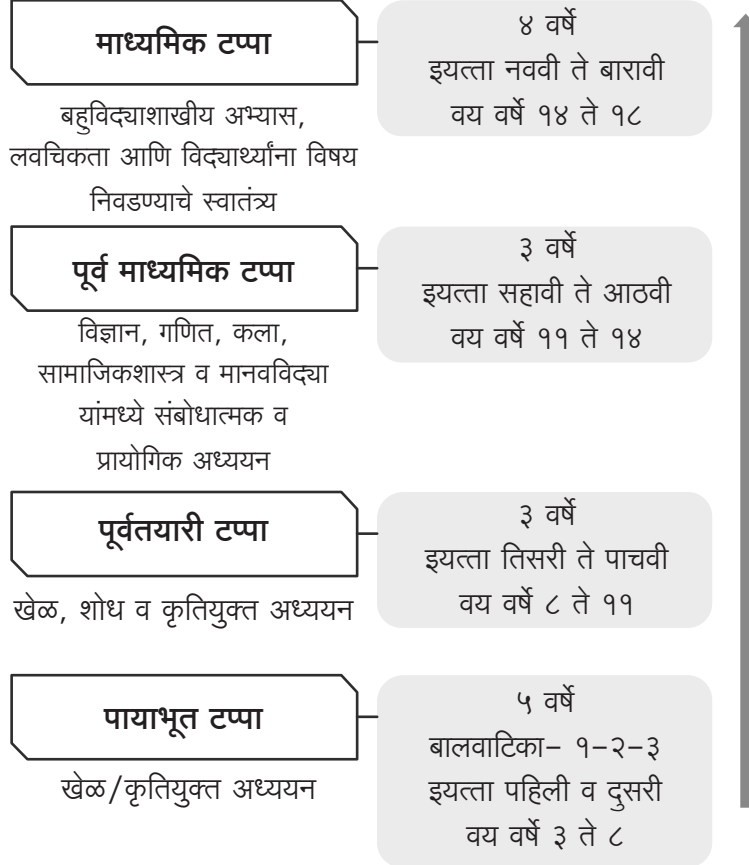 माध्यमिक टप्पा
बहुविद्याशाखीय अभ्यास,
लवचिकता आणि विद्यार्थ्यांना विषय
निवडण्याचे स्वातंत्र्य
४ वर्षे
इयत्ता नववी ते बारावी
वय वर्षे १४ ते १८
पूर्व माध्यमिक टप्पा
विज्ञान, गणित, कला,
सामाजिकशास्त्र व मानवविद्या
यांमध्ये संबोधात्मक व
प्रायोगिक अध्ययन
३ वर्षे
इयत्ता सहावी ते आठवी
वय वर्षे ११ ते १४
पूर्वतयारी टप्पा
खेळ, शोध व कृतियुक्त अध्ययन
३ वर्षे
इयत्ता तिसरी ते पाचवी
वय वर्षे ८ ते ११
पायाभूत टप्पा
खेळ/कृतियुक्त अध्ययन
५ वर्षे
बालवाटिका– १–२–३
इयत्ता पहिली व दुसरी
वय वर्षे ३ ते ८